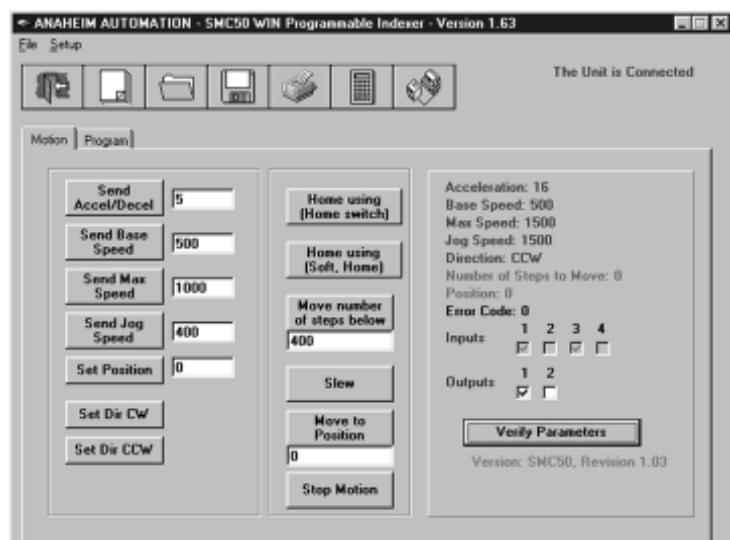 ANAHEIM AUTOMATION - SMC50 WIN Programmable Indexer - Version 1.63
File Setup
The Unit is Connected
Motion Program
Send
Accel/Decel
5
Send Base
Speed
500
Send Max
Speed
1000
Send Jog
Speed
400
Set Position
0
Set Dir CW
Set Dir CCW
Home using
(Home switch)
Home using
(Soft, Home)
Move number
of steps below
400
Slew
Move to
Position
0
Stop Motion
Acceleration: 16
Base Speed: 500
Max Speed: 1500
Jog Speed: 1500
Direction: CCW
Number of Steps to Move: 0
Position: 0
Error Code: 0
1 2 3 4
Inputs
1 2
Outputs
Verify Parameters
Version: SMC50, Revision 1.03